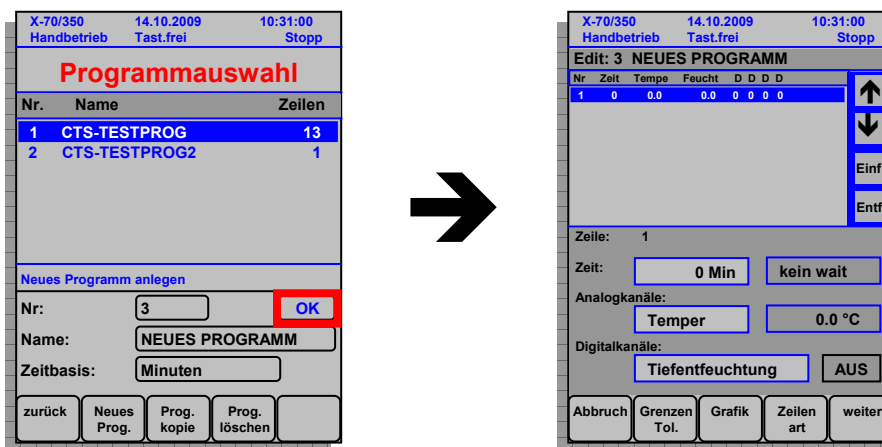 X-70/350 14.10.2009 10:31:00
Handbetrieb Tast.frei Stopp
Programmauswahl
Nr. Name Zeilen
1 CTS-TESTPROG 13
2 CTS-TESTPROG2 1
Neues Programm anlegen
Nr: 3 OK
Name: NEUES PROGRAMM
Zeitbasis: Minuten
zurück Neues Prog. Prog. kopie Prog. löschen
X-70/350 14.10.2009 10:31:00
Handbetrieb Tast.frei Stopp
Edit: 3 NEUES PROGRAMM
Nr Zeit Tempe Feucht D D D D
1 0 0.0 0.0 0 0 0 0
Einf
Entf
Zeile: 1
Zeit: 0 Min kein wait
Analogkanäle:
Temper 0.0 °C
Digitalkanäle:
Tiefentfeuchtung AUS
Abbruch Grenzen Tol. Grafik Zeilen art weiter